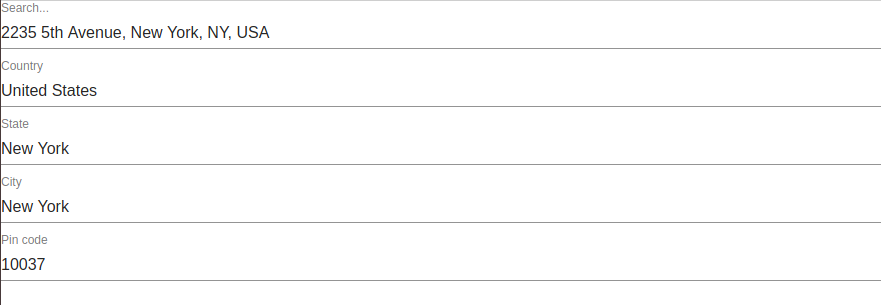 Search...
2235 5th Avenue, New York, NY, USA
Country
United States
State
New York
City
New York
Pin code
10037